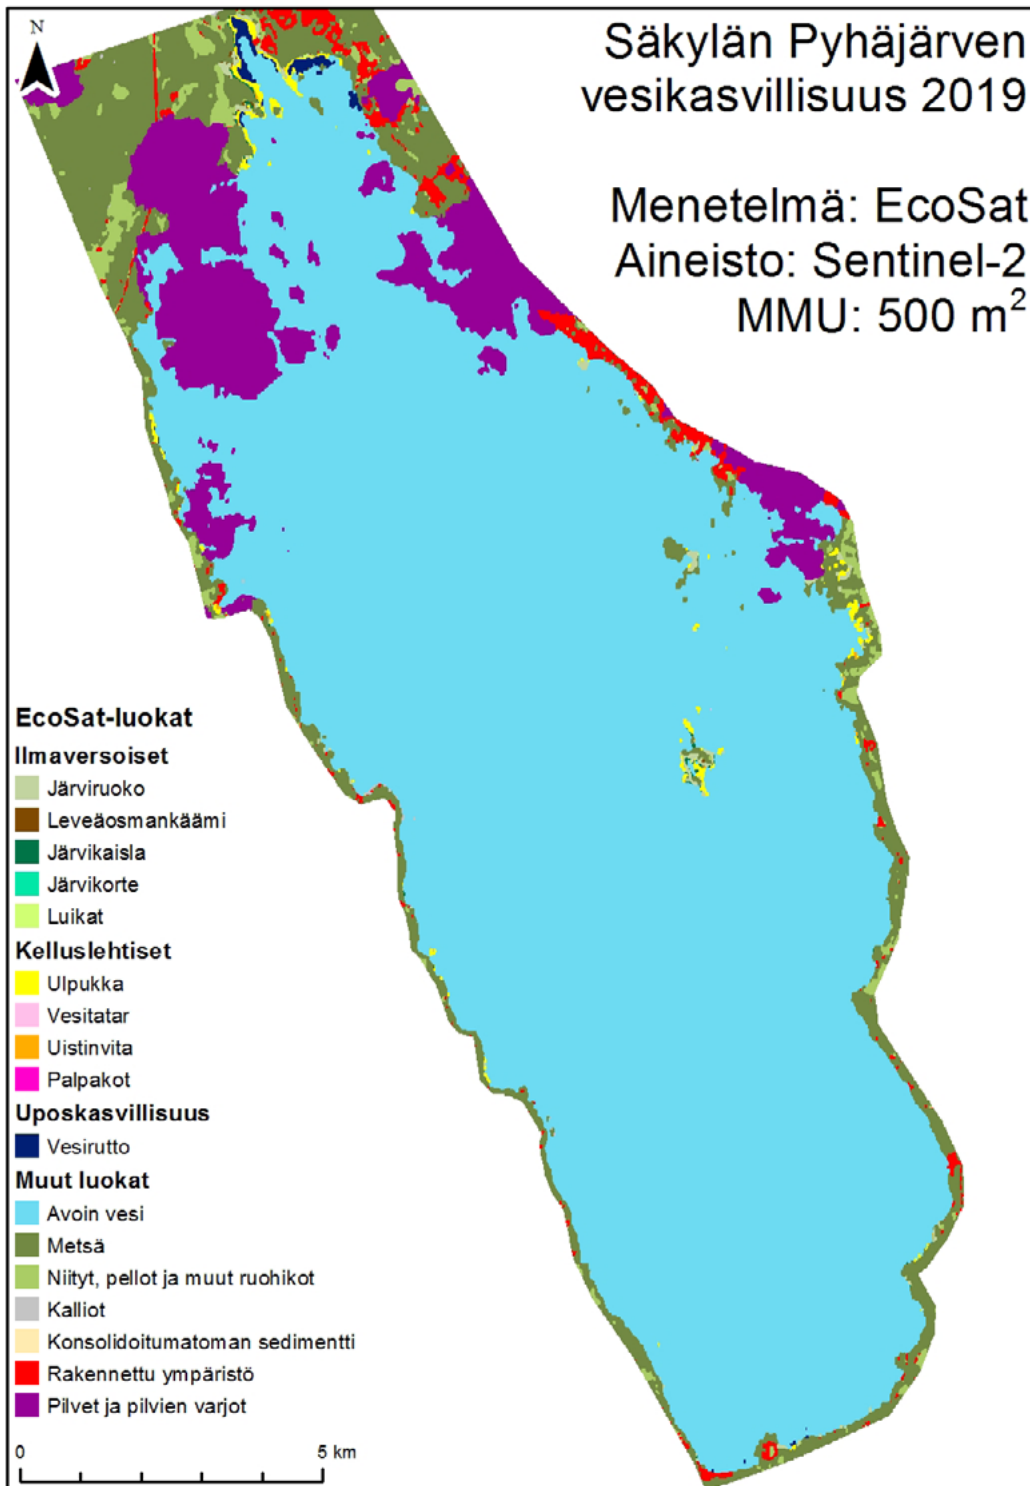 N
Säkylän Pyhäjärven
vesikasvillisuus 2019
Menetelmä: EcoSat
Aineisto: Sentinel-2
MMU: 500 m²
EcoSat-luokat
Ilmaversoiset
Järviruoko
Leveäosmankäämi
Järvikaisla
Järvikorte
Luikat
Kelluslehtiset
Ulpukka
Vesitatar
Uistinvita
Palpakot
Uposkasvillisuus
Vesirutto
Muut luokat
Avoin vesi
Metsä
Niityt, pellot ja muut ruohikot
Kalliot
Konsolidoitumatoman sedimentti
Rakennettu ympäristö
Pilvet ja pilvien varjot
0 5 km